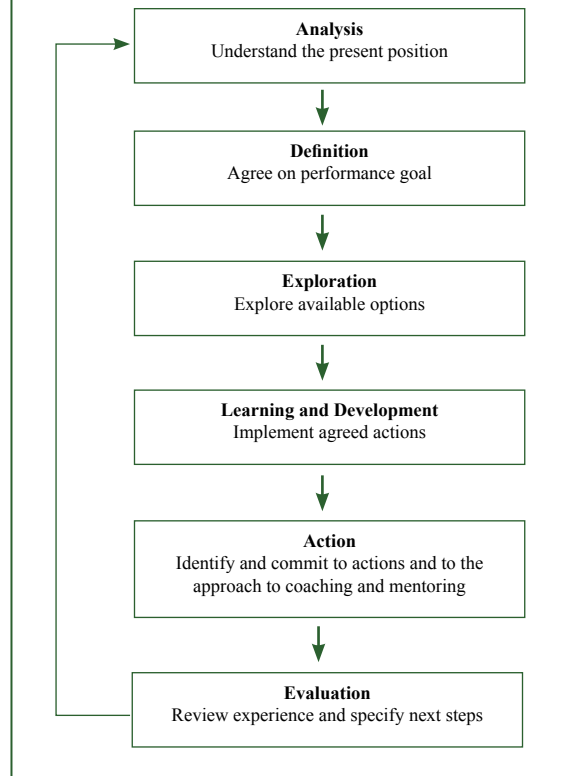 Analysis
Understand the present position
Definition
Agree on performance goal
Exploration
Explore available options
Learning and Development
Implement agreed actions
Action
Identify and commit to actions and to the
approach to coaching and mentoring
Evaluation
Review experience and specify next steps